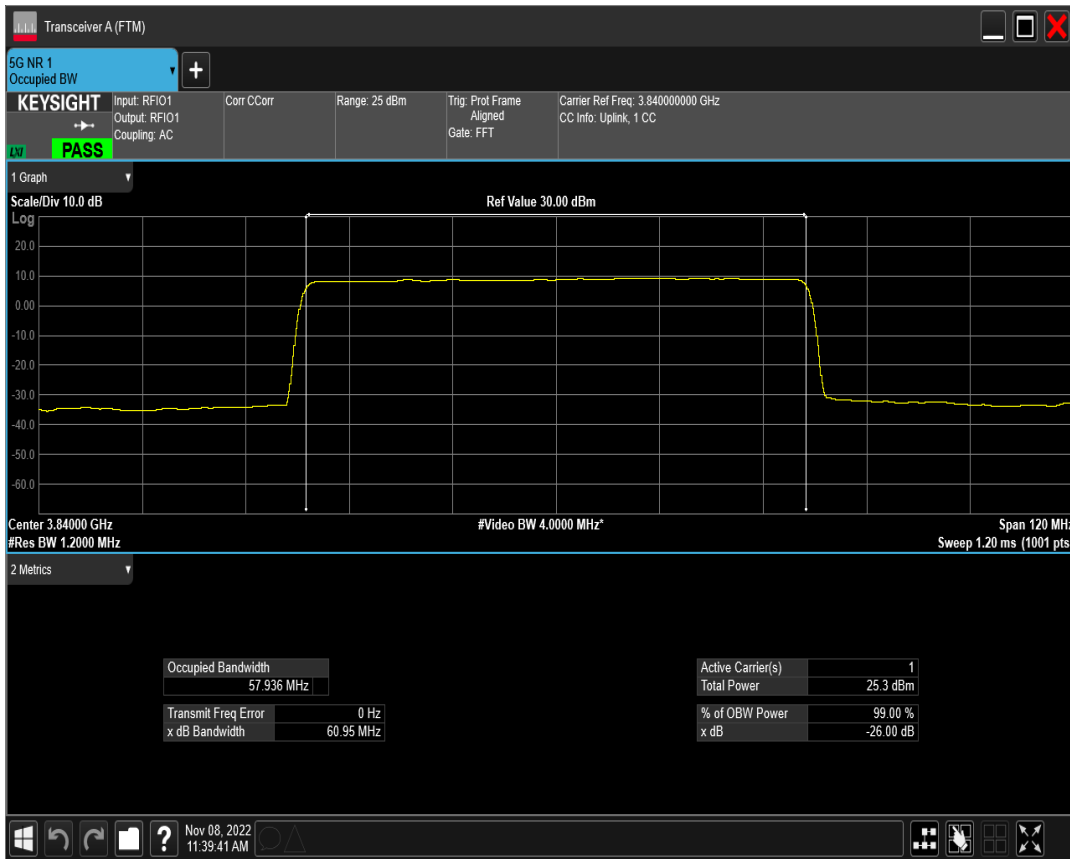 Transceiver A (FTM)
5G NR 1
Occupied BW
+
KEYSIGHT
LXI
PASS
Input: RFIO1
Output: RFIO1
Coupling: AC
Corr CCorr
Range: 25 dBm
Trig: Prot Frame
Aligned
Gate: FFT
Carrier Ref Freq: 3.840000000 GHz
CC Info: Uplink, 1 CC
1 Graph
Scale/Div 10.0 dB
Ref Value 30.00 dBm
Log
20.0
10.0
0.00
-10.0
-20.0
-30.0
-40.0
-50.0
-60.0
Center 3.84000 GHz
#Video BW 4.0000 MHz*
Span 120 MHz
#Res BW 1.2000 MHz
Sweep 1.20 ms (1001 pts
2 Metrics
Occupied Bandwidth
57.936 MHz
Transmit Freq Error 0 Hz
x dB Bandwidth 60.95 MHz
Active Carrier(s) 1
Total Power 25.3 dBm
% of OBW Power 99.00 %
x dB -26.00 dB
?
Nov 08, 2022
11:39:41 AM